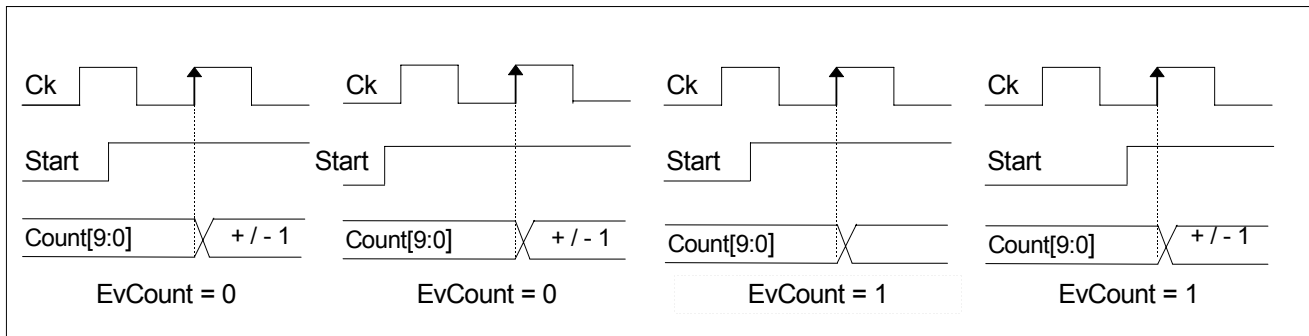 Ck
Start
Count[9:0]
+ / - 1
EvCount = 0
Ck
Start
Count[9:0]
+ / - 1
EvCount = 0
Ck
Start
Count[9:0]
EvCount = 1
Ck
Start
Count[9:0]
+ / - 1
EvCount = 1